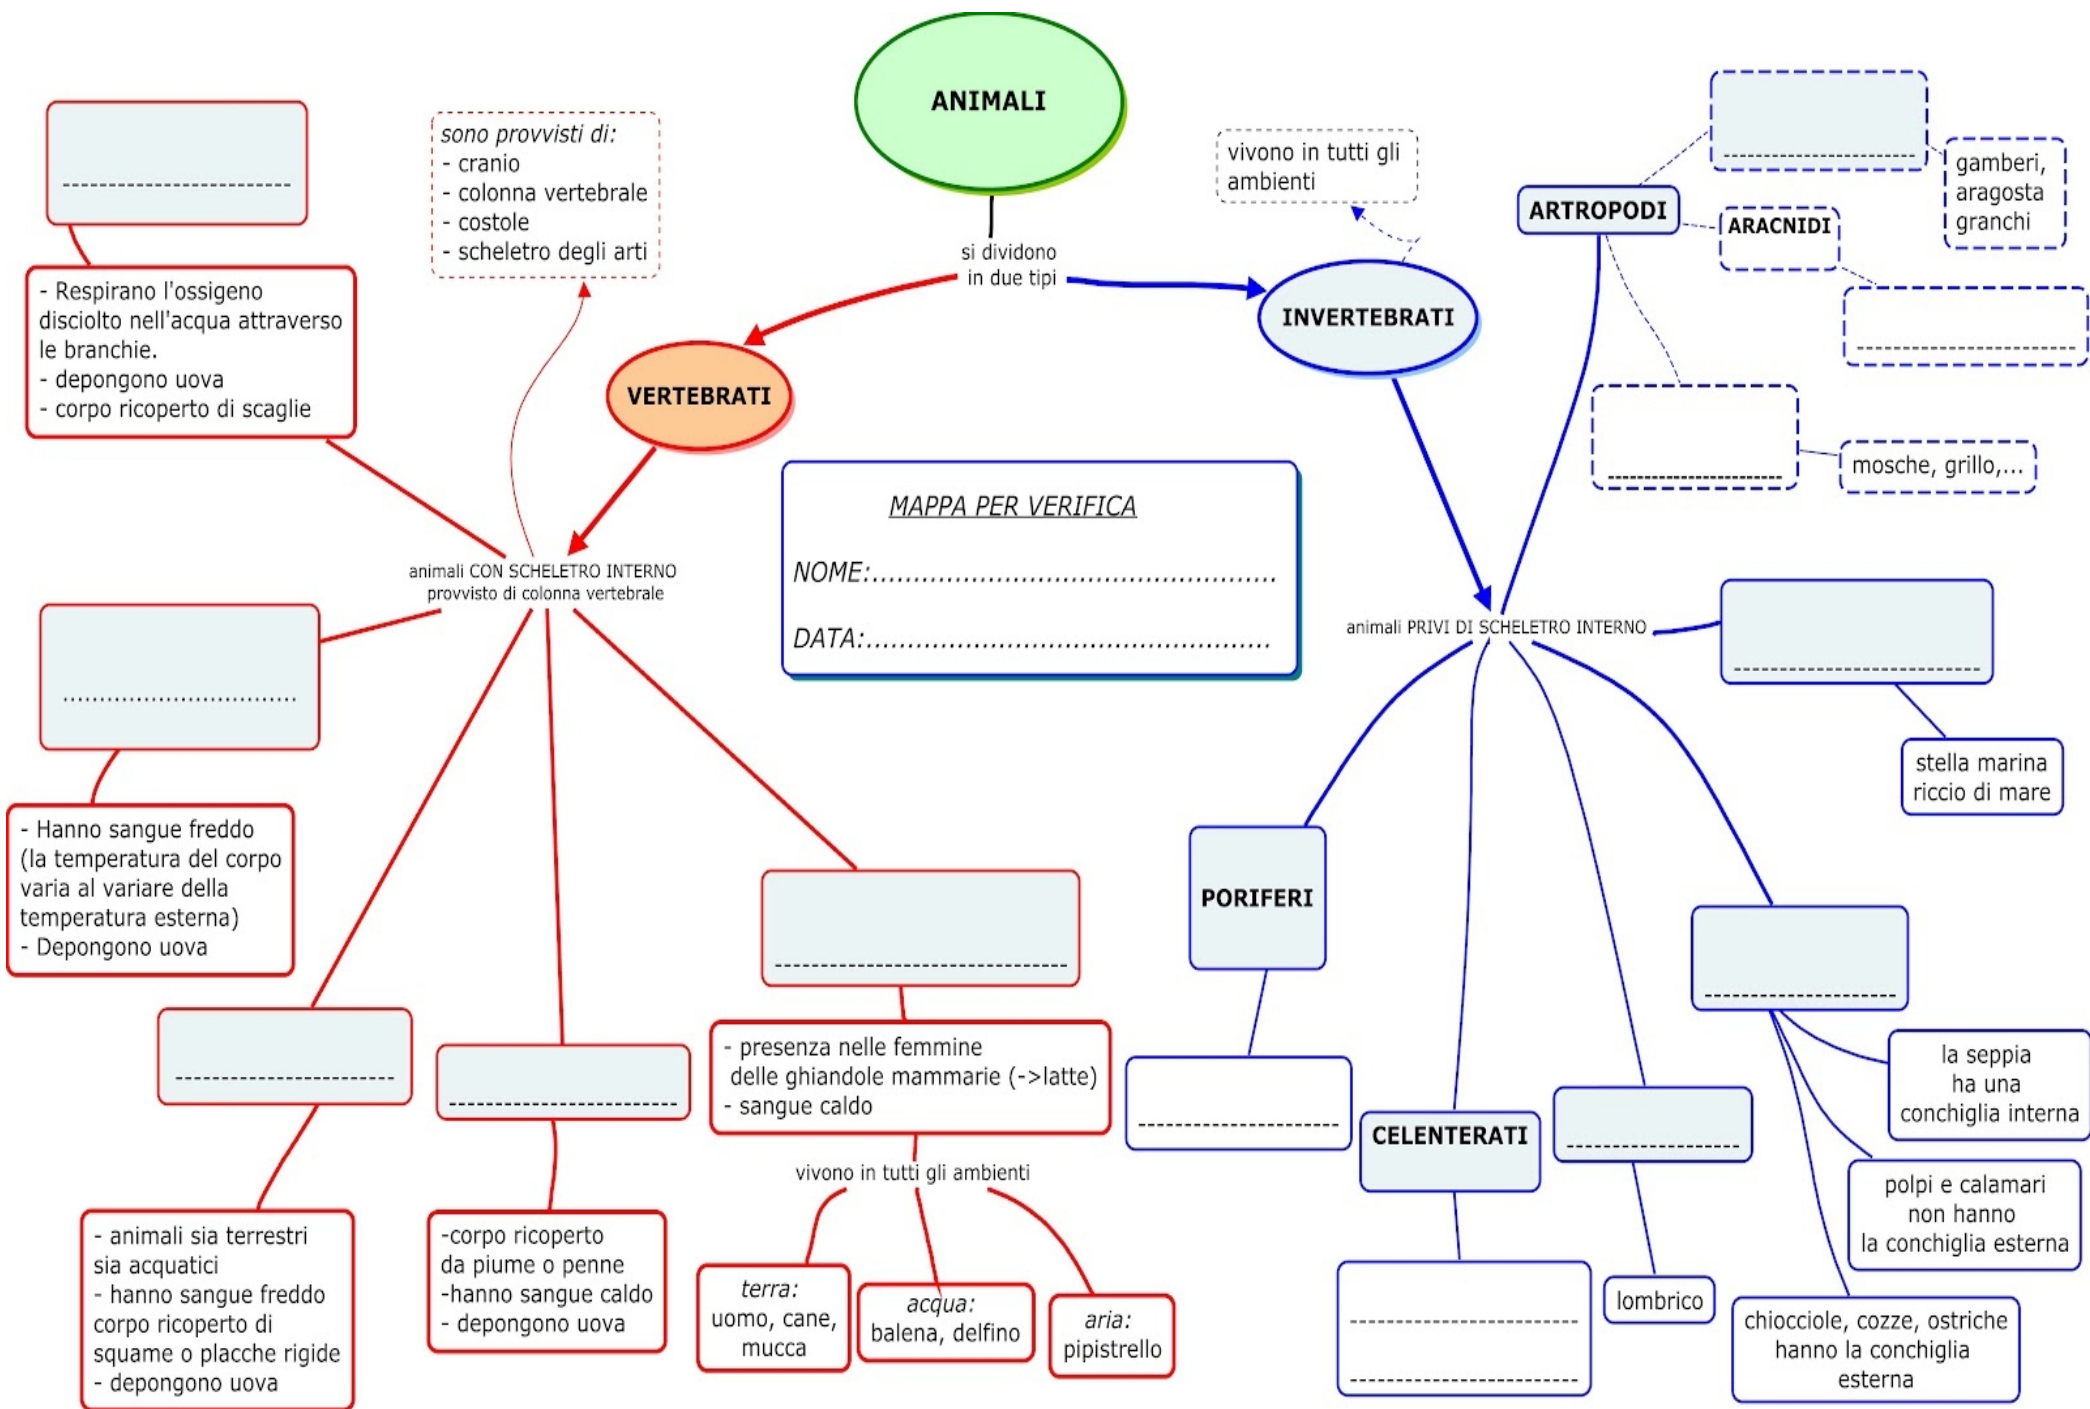 ANIMALI
si dividono
in due tipi
sono provvisti di:
- cranio
- colonna vertebrale
- costole
- scheletro degli arti
vivono in tutti gli
ambienti
VERTEBRATI
INVERTEBRATI
- Respirano l'ossigeno
disciolto nell'acqua attraverso
le branchie.
- depongono uova
- corpo ricoperto di scaglie
ARTROPODI
ARACNIDI
gamberi,
aragosta
granchi
mosche, grillo,...
MAPPA PER VERIFICA
NOME:.................................................
DATA:.................................................
animali CON SCHELETRO INTERNO
provvisto di colonna vertebrale
animali PRIVI DI SCHELETRO INTERNO
stella marina
riccio di mare
- Hanno sangue freddo
(la temperatura del corpo
varia al variare della
temperatura esterna)
- Depongono uova
- animali sia terrestri
sia acquatici
- hanno sangue freddo
corpo ricoperto di
squame o placche rigide
- depongono uova
-corpo ricoperto
da piume o penne
-hanno sangue caldo
- depongono uova
- presenza nelle femmine
delle ghiandole mammarie (->latte)
- sangue caldo
vivono in tutti gli ambienti
terra:
uomo, cane,
mucca
acqua:
balena, delfino
aria:
pipistrello
PORIFERI
CELENTERATI
lombrico
la seppia
ha una
conchiglia interna
polpi e calamari
non hanno
la conchiglia esterna
chiocciole, cozze, ostriche
hanno la conchiglia
esterna